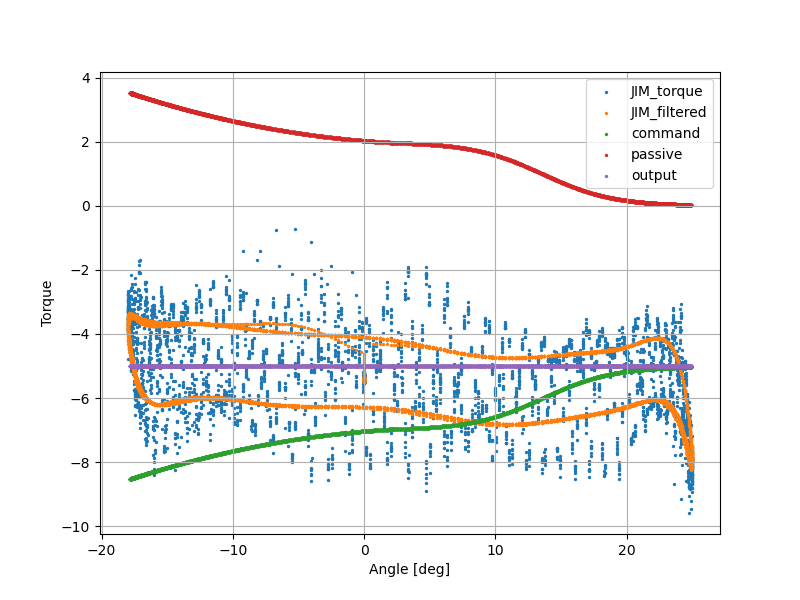 4
2
0
−2
−4
−6
−8
−10
−20
−10
0
10
20
Torque
Angle [deg]
JIM_torque
JIM_filtered
command
passive
output